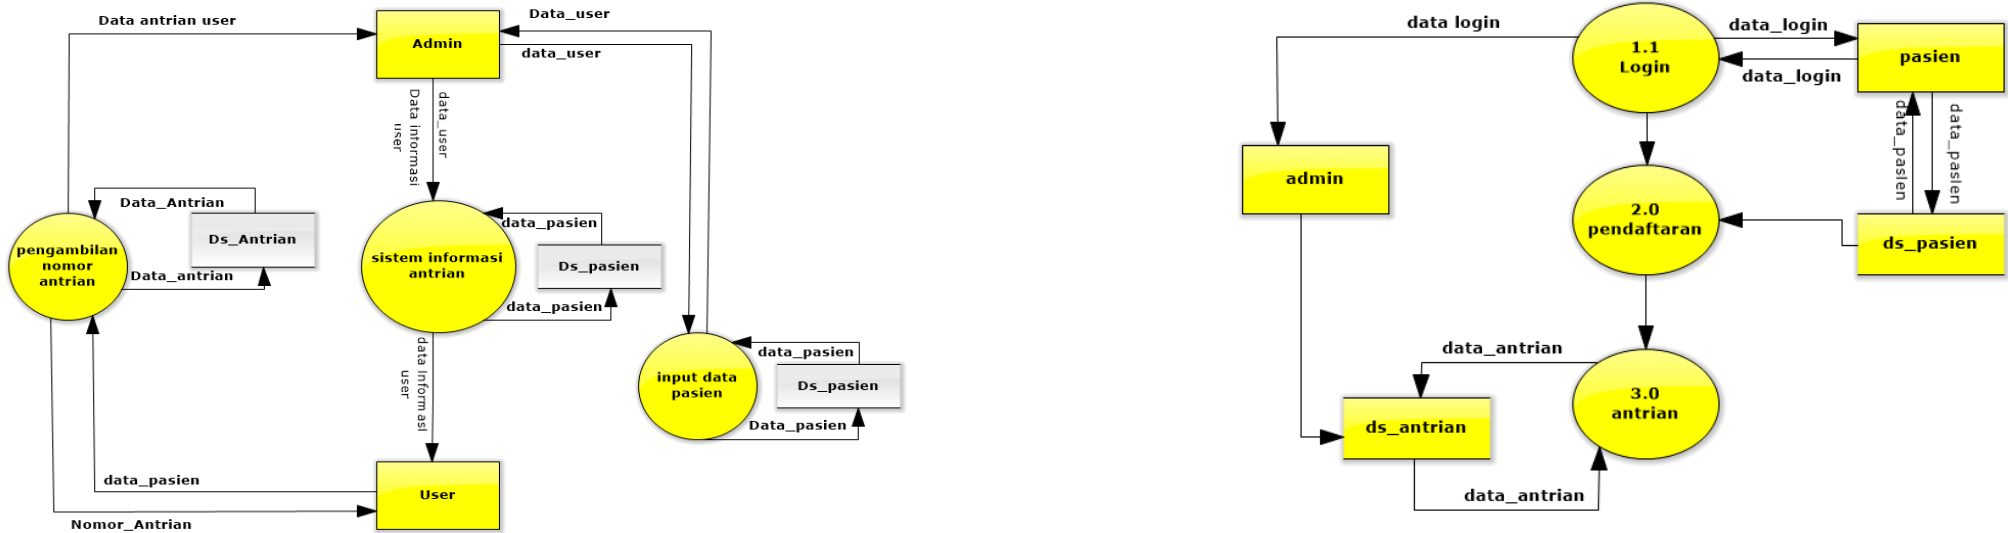 Data antrian user
Admin
Data_user
data_user
data_user
Data informasi
user
Data_Antrian
Ds_Antrian
Data_antrian
pengambilan
nomor
antrian
sistem informasi
antrian
data_pasien
Ds_pasien
data_pasien
data Informasi
user
input data
pasien
data_pasien
Ds_pasien
Data_pasien
data_pasien
User
Nomor_Antrian
data login
1.1
Login
data_login
data_login
pasien
data_pasien
data_pasien
admin
2.0
pendaftaran
ds_pasien
data_antrian
3.0
antrian
ds_antrian
data_antrian